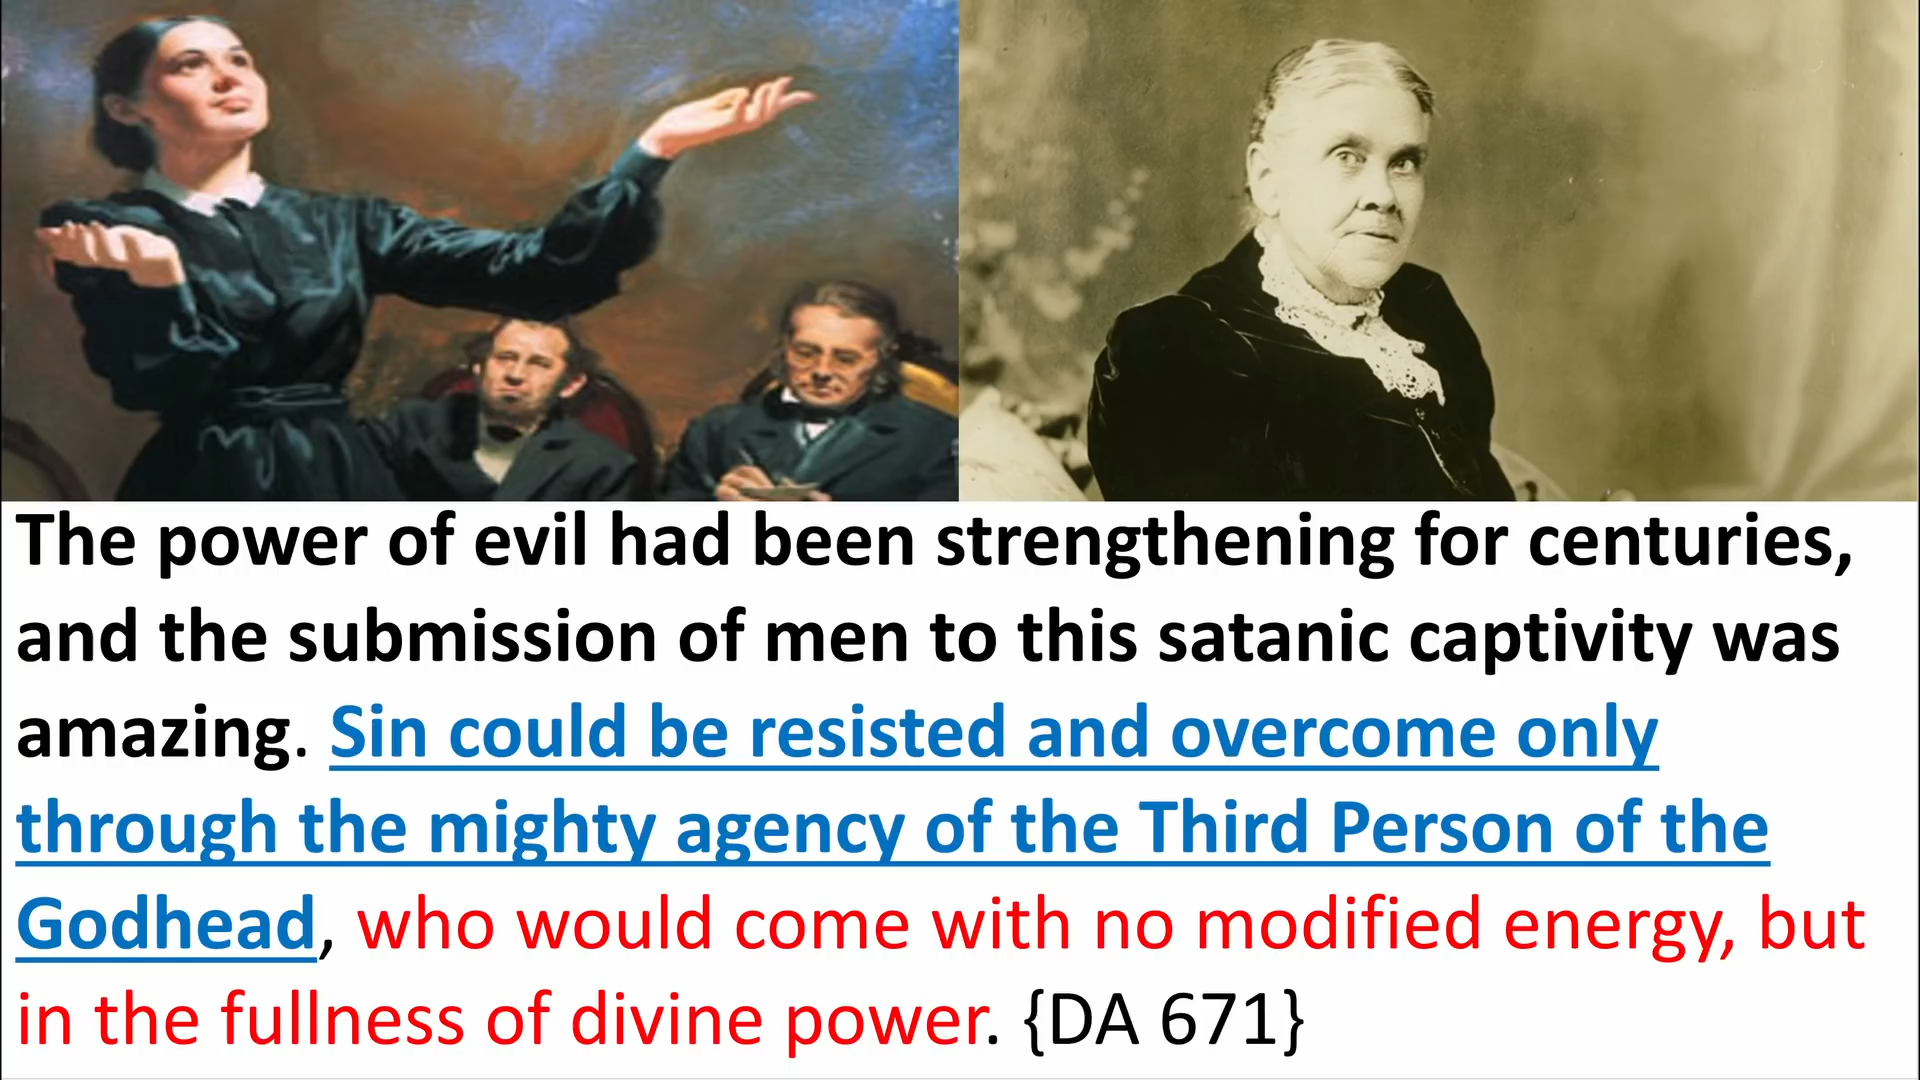 The power of evil had been strengthening for centuries,
and the submission of men to this satanic captivity was
amazing. Sin could be resisted and overcome only
through the mighty agency of the Third Person of the
Godhead, who would come with no modified energy, but
in the fullness of divine power. {DA 671}